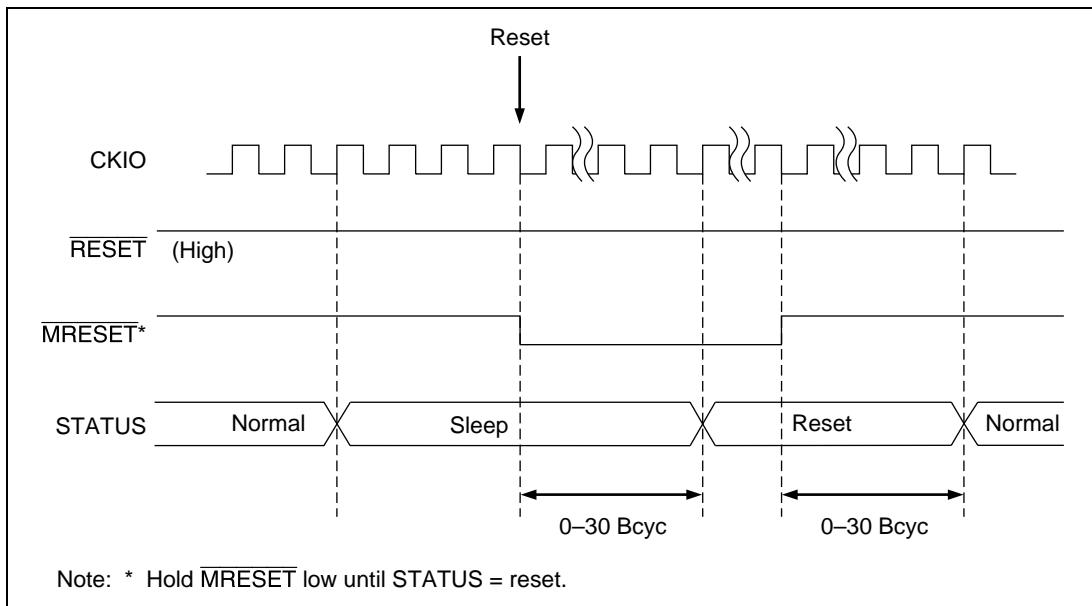 Reset
CKIO
RESET (High)
MRESET*
STATUS Normal Sleep Reset Normal
0–30 Bcyc 0–30 Bcyc
Note: * Hold MRESET low until STATUS = reset.